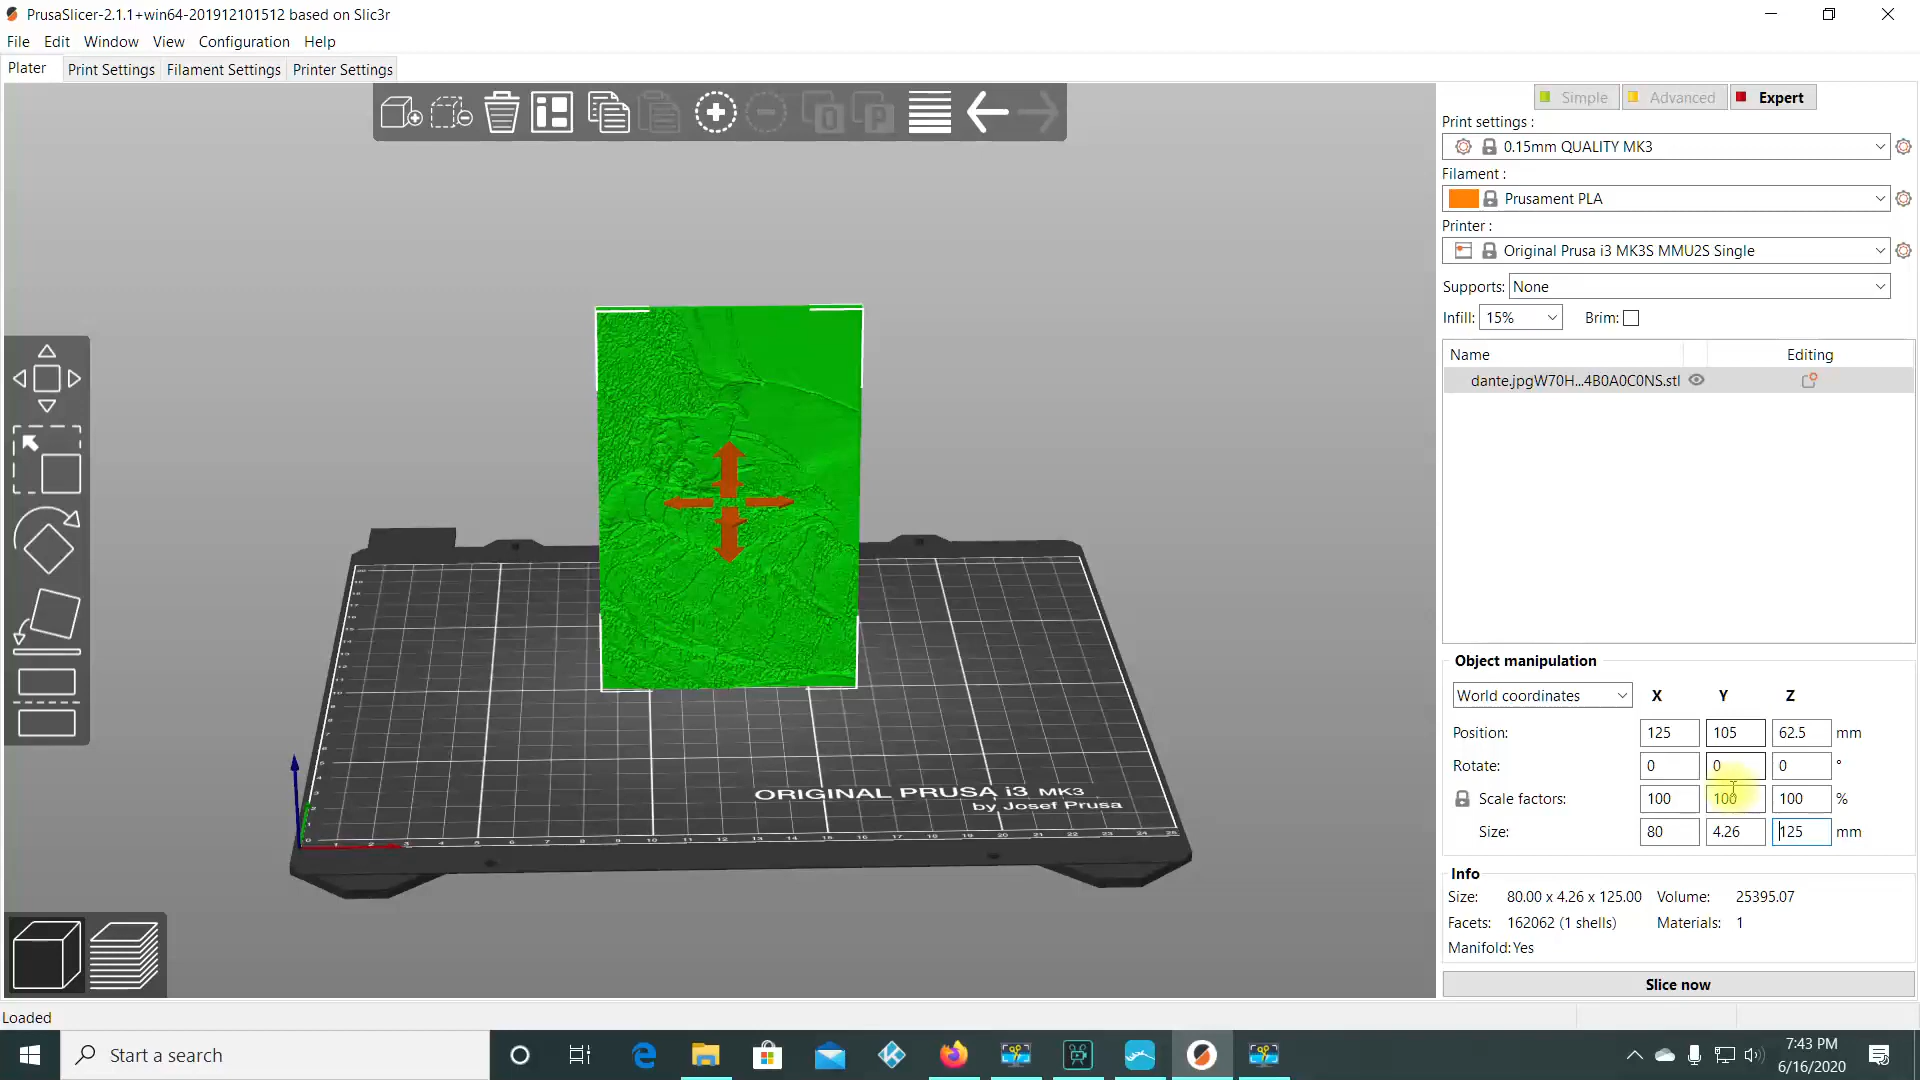 PrusaSlicer-2.1.1+win64-201912101512 based on Slic3r
File Edit Window View Configuration Help
Plater Print Settings Filament Settings Printer Settings
Simple Advanced Expert
Print settings :
0.15mm QUALITY MK3
Filament :
Prusament PLA
Printer :
Original Prusa i3 MK3S MMU2S Single
Supports: None
Infill: 15% Brim:
Name Editing
dante.jpgW70H...4B0A0C0NS.stl
Object manipulation
World coordinates X Y Z
Position: 125 105 62.5 mm
Rotate: 0 0 0 °
Scale factors: 100 100 100 %
Size: 80 4.26 125 mm
Info
Size: 80.00 x 4.26 x 125.00 Volume: 25395.07
Facets: 162062 (1 shells) Materials: 1
Manifold: Yes
Slice now
ORIGINAL PRUSA i3 MK3
by Josef Prusa
Loaded
Start a search
7:43 PM
6/16/2020